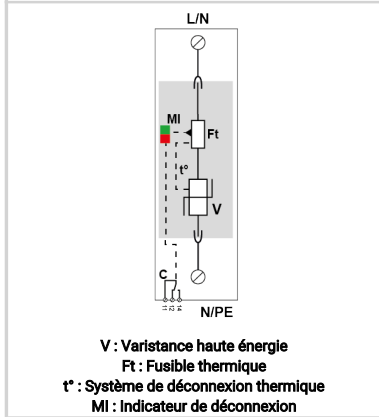 L/N
MI
Ft
t°
V
C
11 12 14
N/PE
V : Varistance haute énergie
Ft : Fusible thermique
t° : Système de déconnexion thermique
MI : Indicateur de déconnexion